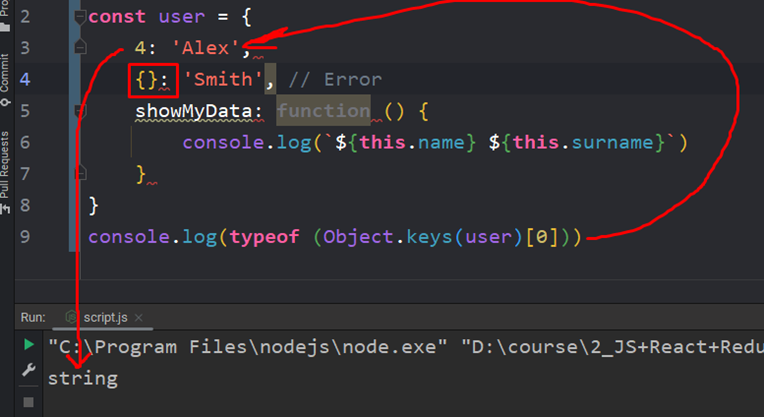 Pro
Commit
Pull Requests
2 const user = {
3 4: 'Alex',
4 {}: 'Smith', // Error
5 showMyData: function () {
6 console.log(`${this.name} ${this.surname}`)
7 }
8 }
9 console.log(typeof (Object.keys(user)[0]))
Run: script.js ×
"C:\Program Files\nodejs\node.exe" "D:\course\2_JS+React+Redu
string